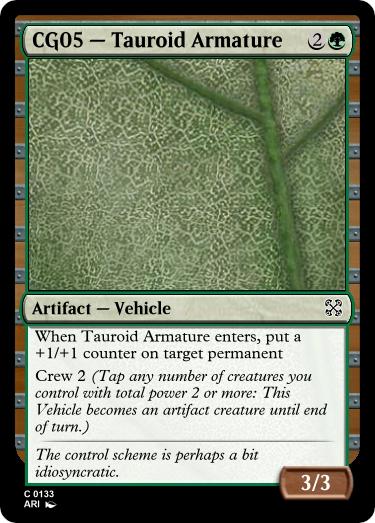 CG05 — Tauroid Armature 2
Artifact — Vehicle
When Tauroid Armature enters, put a
+1/+1 counter on target permanent
Crew 2 (Tap any number of creatures you
control with total power 2 or more: This
Vehicle becomes an artifact creature until end
of turn.)
The control scheme is perhaps a bit
idiosyncratic.
3/3
C 0133
ARI